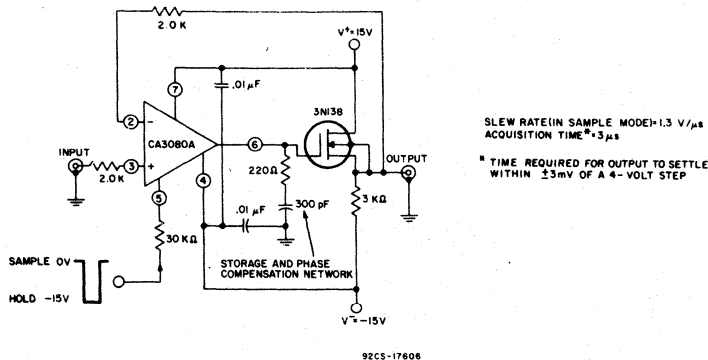 2.0 K
V⁺=15V
.01 µF
7
3N138
2
−
CA3080A
6
INPUT
3
+
2.0 K
4
5
220Ω
OUTPUT
.01 µF
300 pF
3 KΩ
30 KΩ
SAMPLE 0V
HOLD -15V
STORAGE AND PHASE
COMPENSATION NETWORK
V⁻=-15V
SLEW RATE(IN SAMPLE MODE)=1.3 V/µs
ACQUISITION TIME*=3µs
* TIME REQUIRED FOR OUTPUT TO SETTLE
WITHIN ±3mV OF A 4-VOLT STEP
92CS-17606